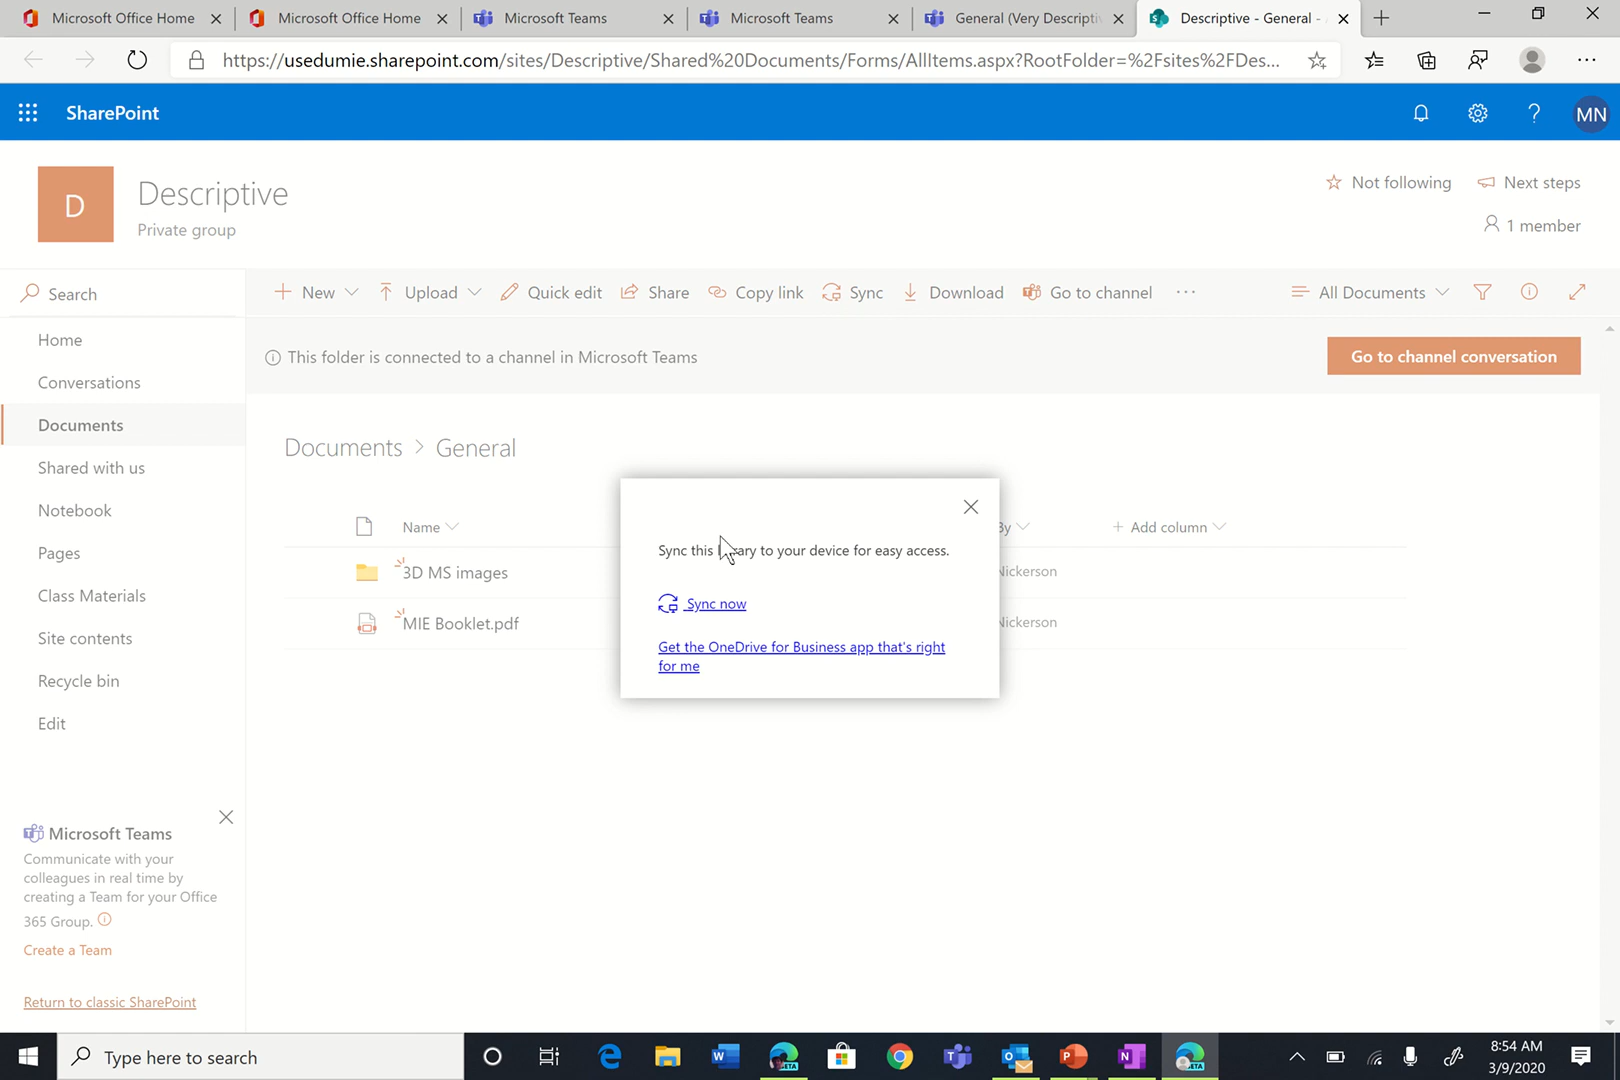 Microsoft Office Home
Microsoft Office Home
Microsoft Teams
Microsoft Teams
General (Very Descripti
Descriptive - General -
https://usedumie.sharepoint.com/sites/Descriptive/Shared%20Documents/Forms/AllItems.aspx?RootFolder=%2Fsites%2FDes...
SharePoint
MN
D
Descriptive
Private group
Not following
Next steps
1 member
Search
New
Upload
Quick edit
Share
Copy link
Sync
Download
Go to channel
All Documents
Home
Conversations
Documents
Shared with us
Notebook
Pages
Class Materials
Site contents
Recycle bin
Edit
This folder is connected to a channel in Microsoft Teams
Go to channel conversation
Documents > General
Name
By
+ Add column
3D MS images
Nickerson
MIE Booklet.pdf
Nickerson
Sync this to your device for easy access.
Sync now
Get the OneDrive for Business app that's right
for me
Microsoft Teams
Communicate with your
colleagues in real time by
creating a Team for your Office
365 Group.
Create a Team
Return to classic SharePoint
Type here to search
BETA
BETA
8:54 AM
3/9/2020